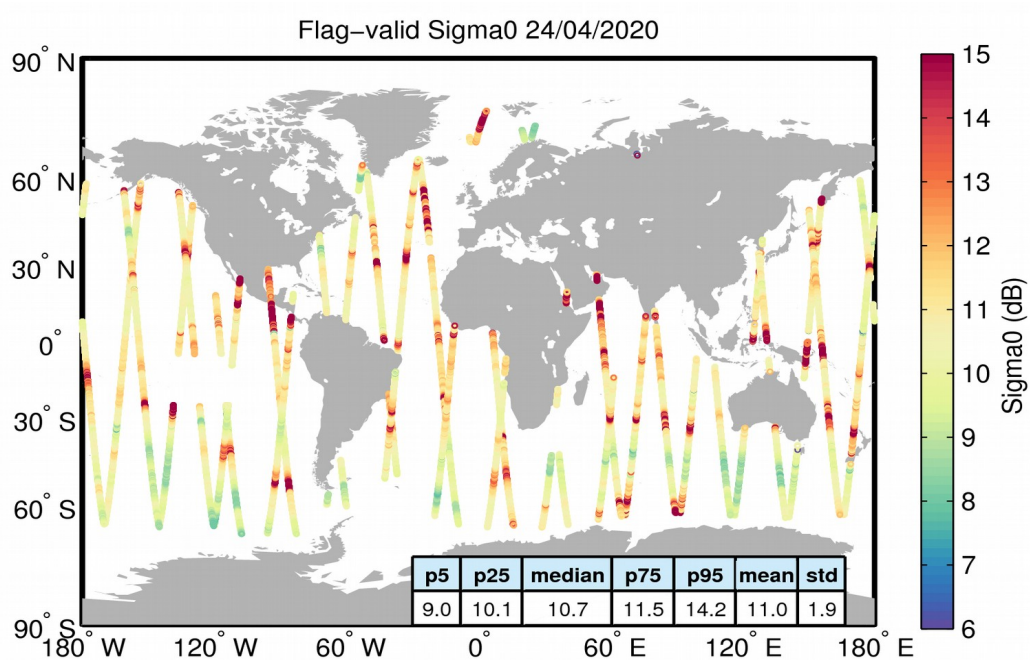 Flag−valid Sigma0 24/04/2020
90° N
60° N
30° N
0°
30° S
60° S
90° S
180° W
120° W
60° W
0°
60° E
120° E
180° E
15
14
13
12
11
10
9
8
7
6
Sigma0 (dB)
p5 p25 median p75 p95 mean std
9.0 10.1 10.7 11.5 14.2 11.0 1.9